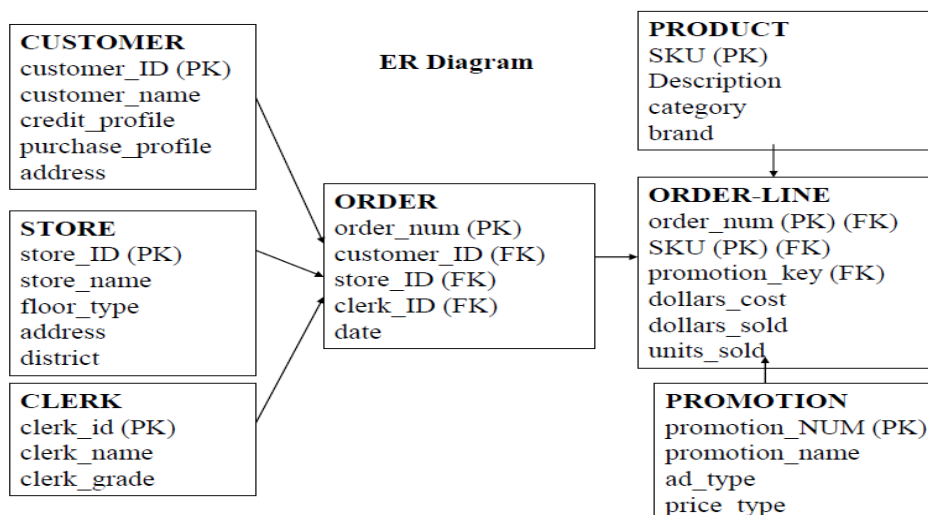 CUSTOMER
customer_ID (PK)
customer_name
credit_profile
purchase_profile
address
STORE
store_ID (PK)
store_name
floor_type
address
district
CLERK
clerk_id (PK)
clerk_name
clerk_grade
ER Diagram
ORDER
order_num (PK)
customer_ID (FK)
store_ID (FK)
clerk_ID (FK)
date
PRODUCT
SKU (PK)
Description
category
brand
ORDER-LINE
order_num (PK) (FK)
SKU (PK) (FK)
promotion_key (FK)
dollars_cost
dollars_sold
units_sold
PROMOTION
promotion_NUM (PK)
promotion_name
ad_type
price_type